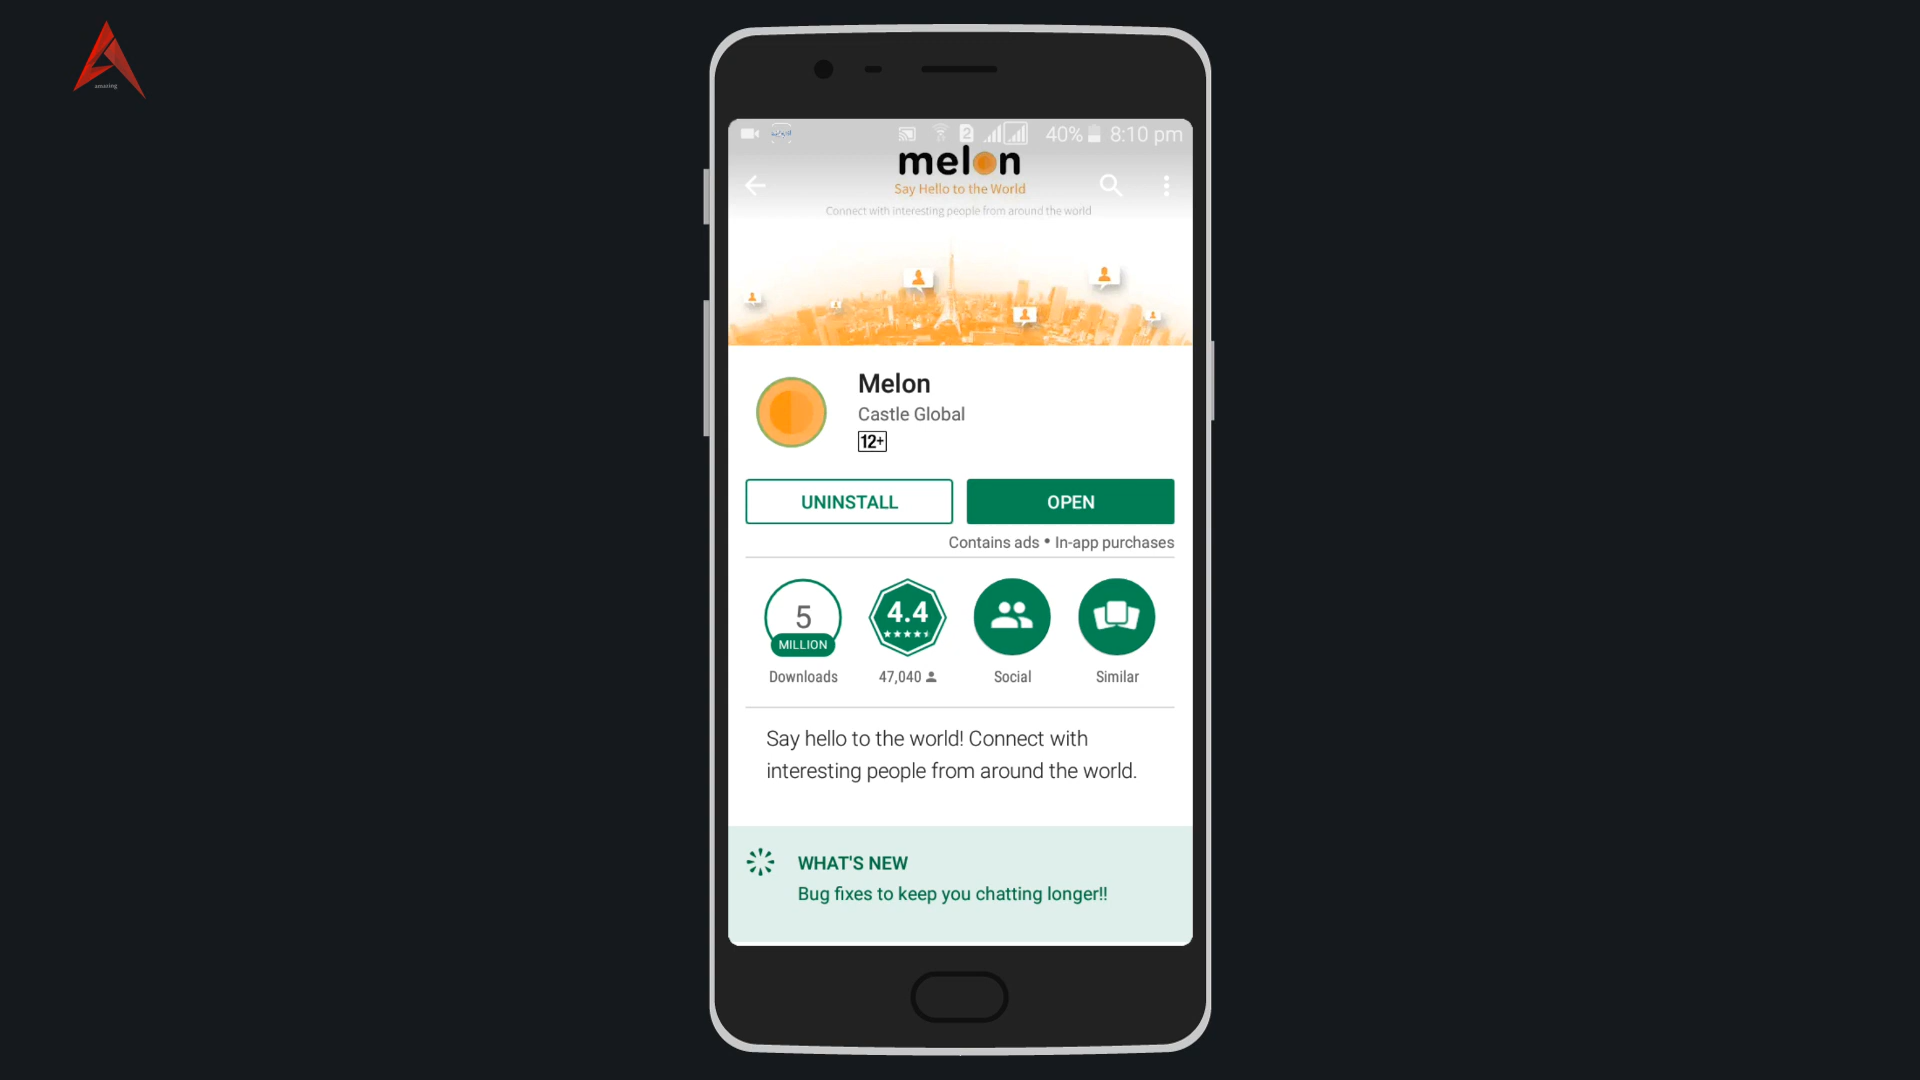 amazing
2
40%
8:10 pm
melon
Say Hello to the World
Connect with interesting people from around the world
Melon
Castle Global
12+
UNINSTALL
OPEN
Contains ads • In-app purchases
5
MILLION
Downloads
4.4
47,040
Social
Similar
Say hello to the world! Connect with
interesting people from around the world.
WHAT'S NEW
Bug fixes to keep you chatting longer!!